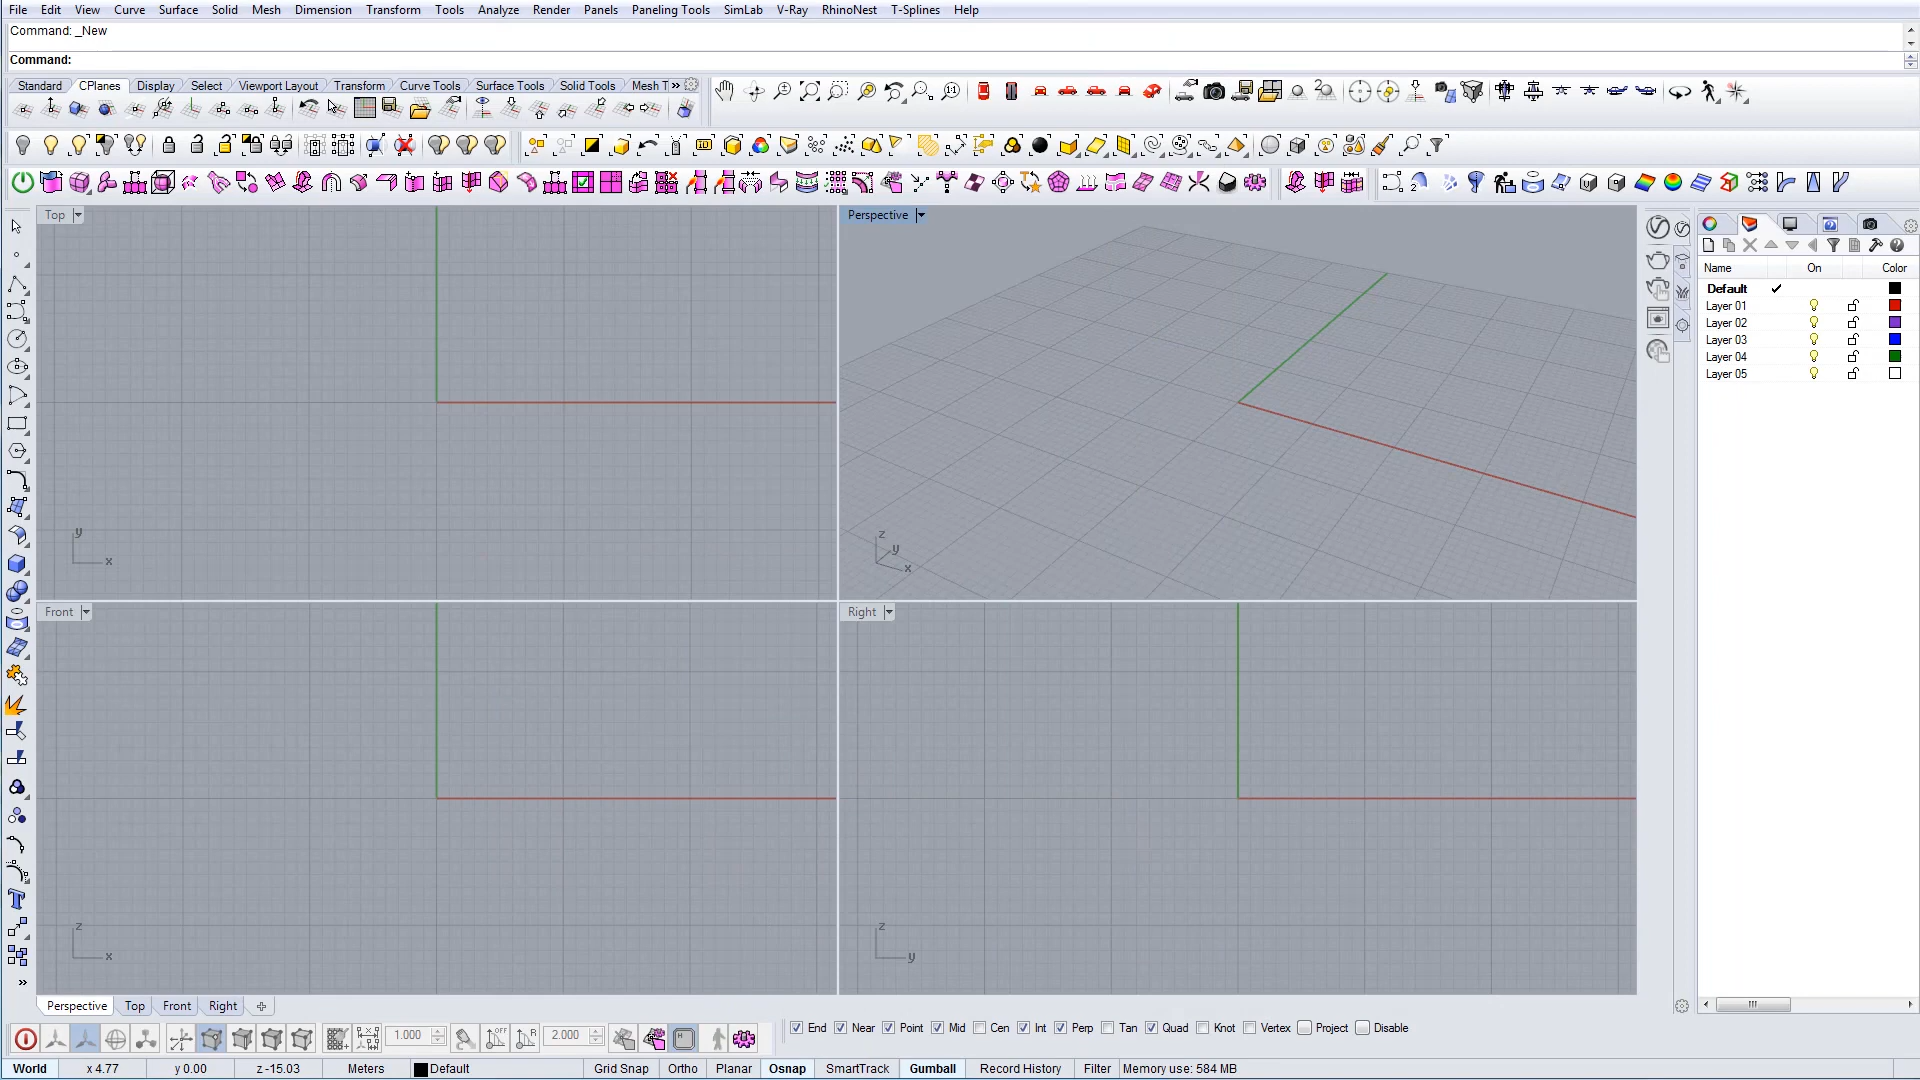 File Edit View Curve Surface Solid Mesh Dimension Transform Tools Analyze Render Panels Paneling Tools SimLab V-Ray RhinoNest T-Splines Help
Command: _New
Command:
Standard CPlanes Display Select Viewport Layout Transform Curve Tools Surface Tools Solid Tools Mesh T »
Top
Perspective
y
x
z
y
x
Front
Right
z
x
z
y
Name On Color
Default
Layer 01
Layer 02
Layer 03
Layer 04
Layer 05
»
Perspective Top Front Right
1.000 2.000
End Near Point Mid Cen Int Perp Tan Quad Knot Vertex Project Disable
World x 4.77 y 0.00 z -15.03 Meters Default Grid Snap Ortho Planar Osnap SmartTrack Gumball Record History Filter Memory use: 584 MB